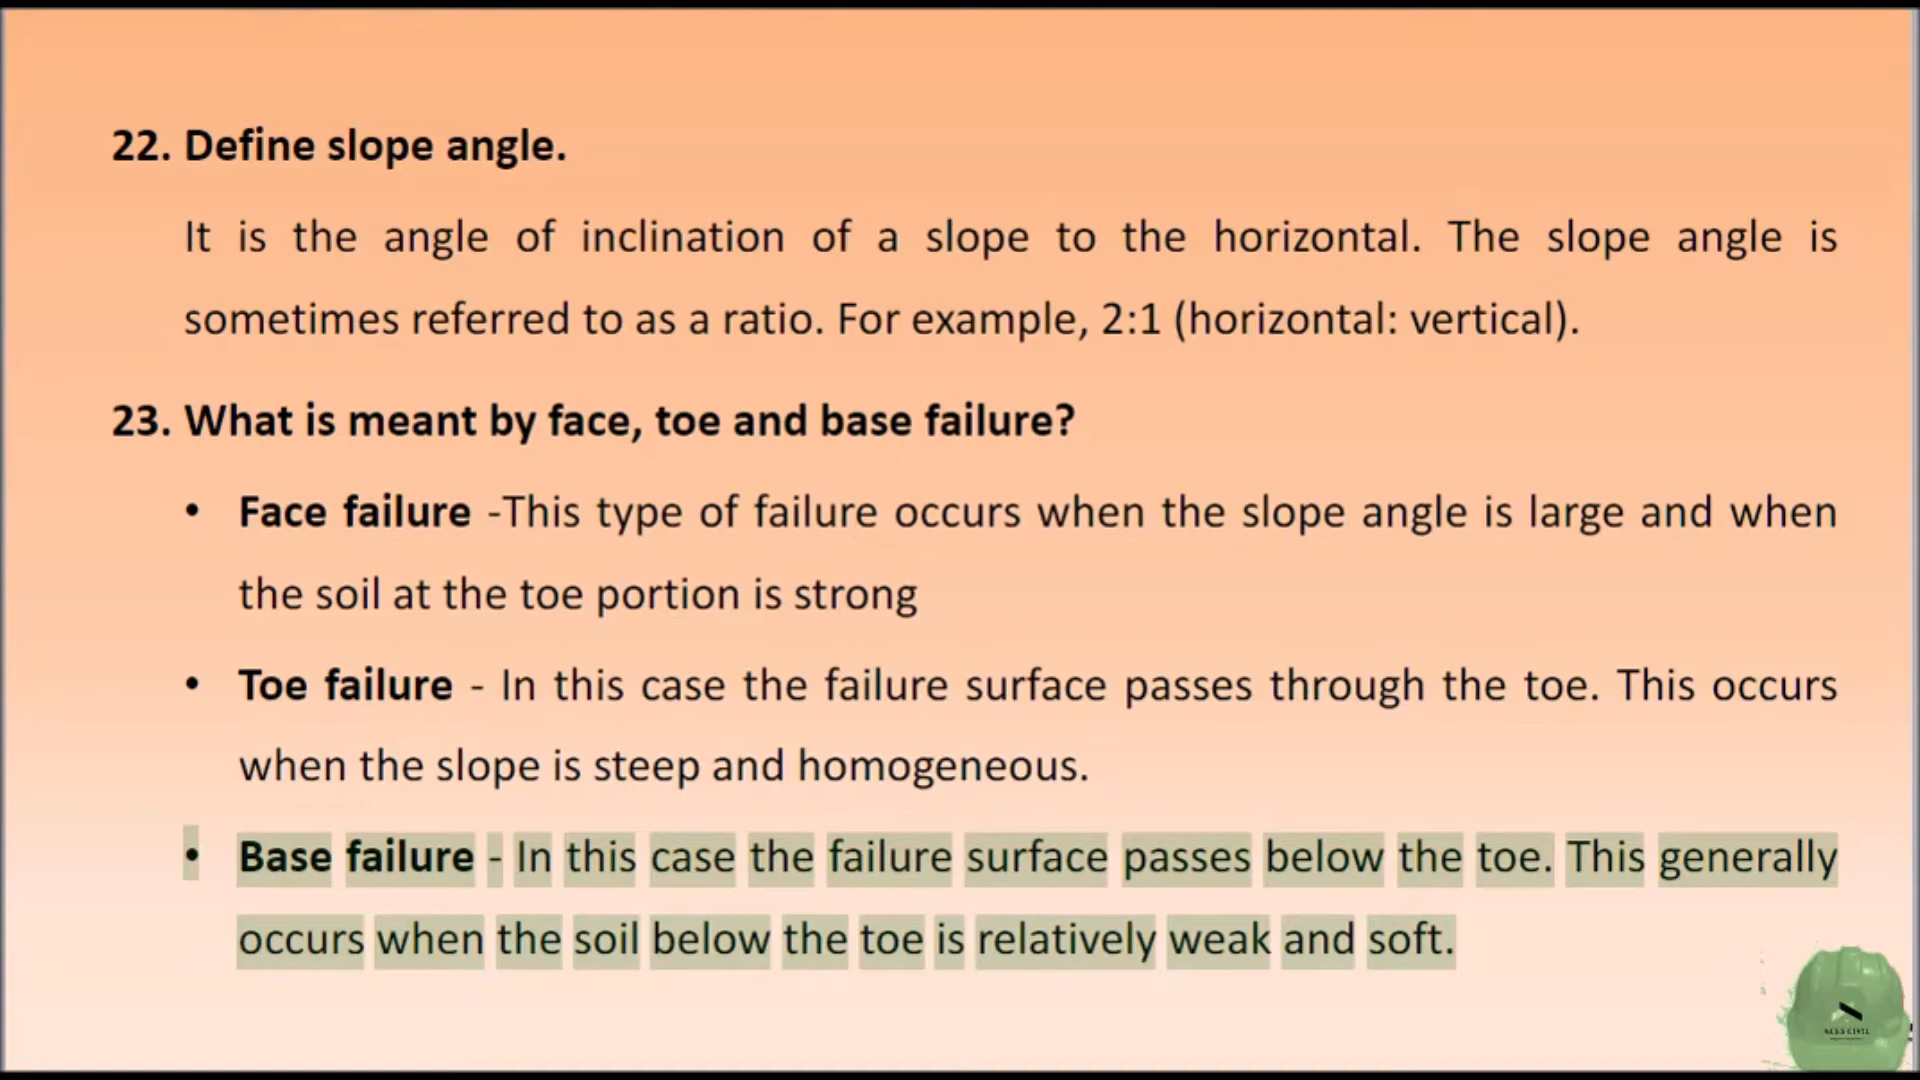 22. Define slope angle.
It is the angle of inclination of a slope to the horizontal. The slope angle is
sometimes referred to as a ratio. For example, 2:1 (horizontal: vertical).
23. What is meant by face, toe and base failure?
• Face failure -This type of failure occurs when the slope angle is large and when
the soil at the toe portion is strong
• Toe failure - In this case the failure surface passes through the toe. This occurs
when the slope is steep and homogeneous.
• Base failure - In this case the failure surface passes below the toe. This generally
occurs when the soil below the toe is relatively weak and soft.